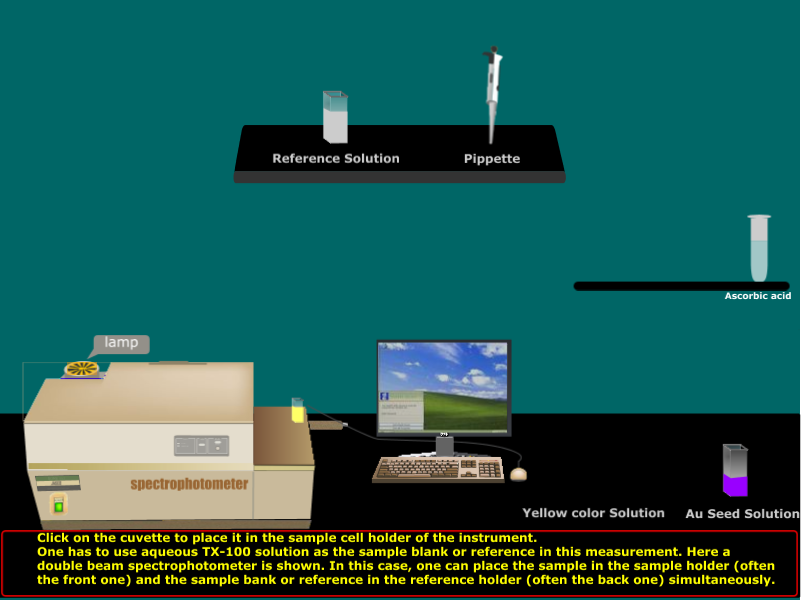 Reference Solution
Pippette
Ascorbic acid
lamp
spectrophotometer
Yellow color Solution
Au Seed Solution
Click on the cuvette to place it in the sample cell holder of the instrument.
One has to use aqueous TX-100 solution as the sample blank or reference in this measurement. Here a
double beam spectrophotometer is shown. In this case, one can place the sample in the sample holder (often
the front one) and the sample bank or reference in the reference holder (often the back one) simultaneously.